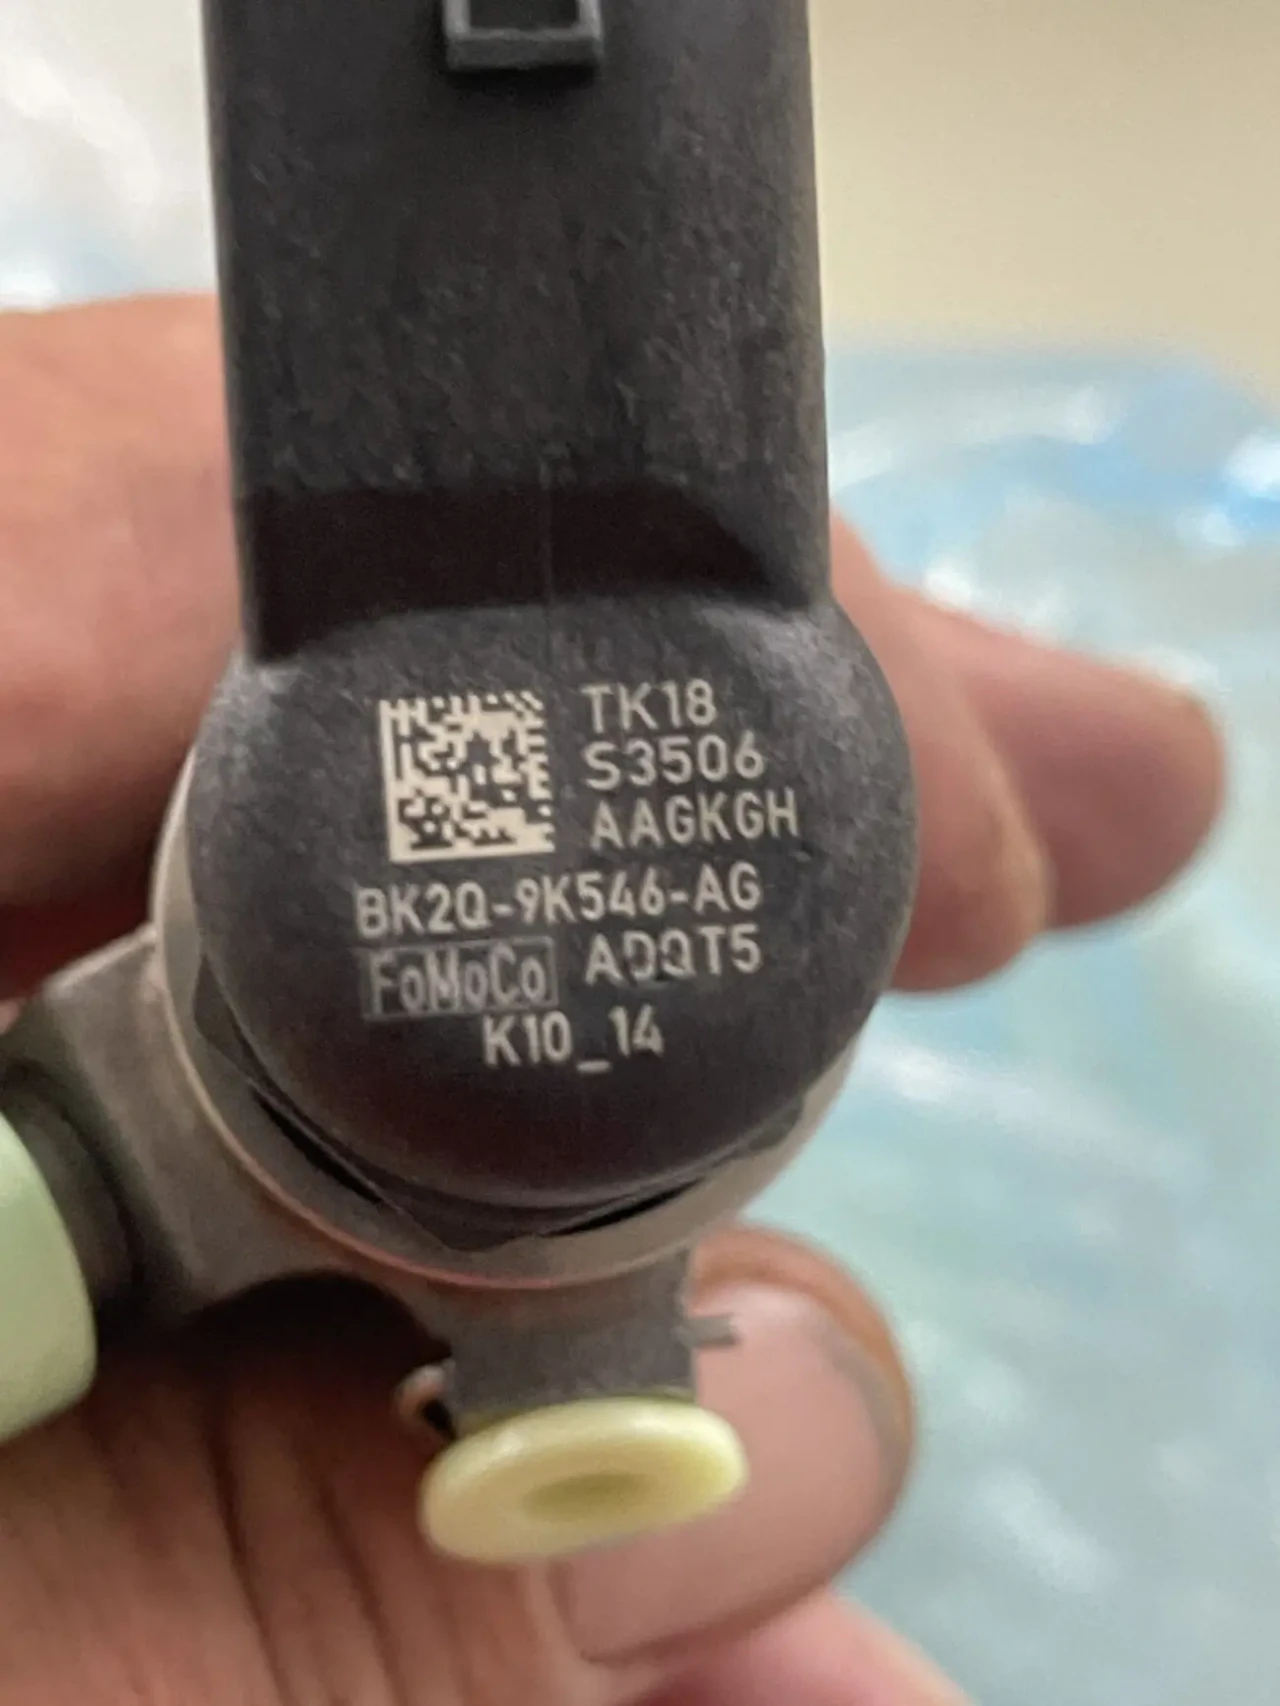 TK18
S3506
AAGKGH
BK2Q-9K546-AG
FoMoCo ADQT5
K10_14